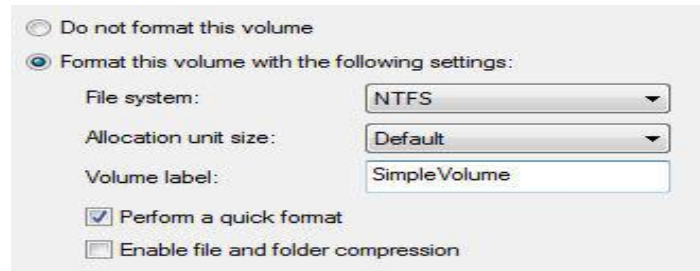 Do not format this volume
Format this volume with the following settings:
File system: NTFS
Allocation unit size: Default
Volume label: SimpleVolume
Perform a quick format
Enable file and folder compression